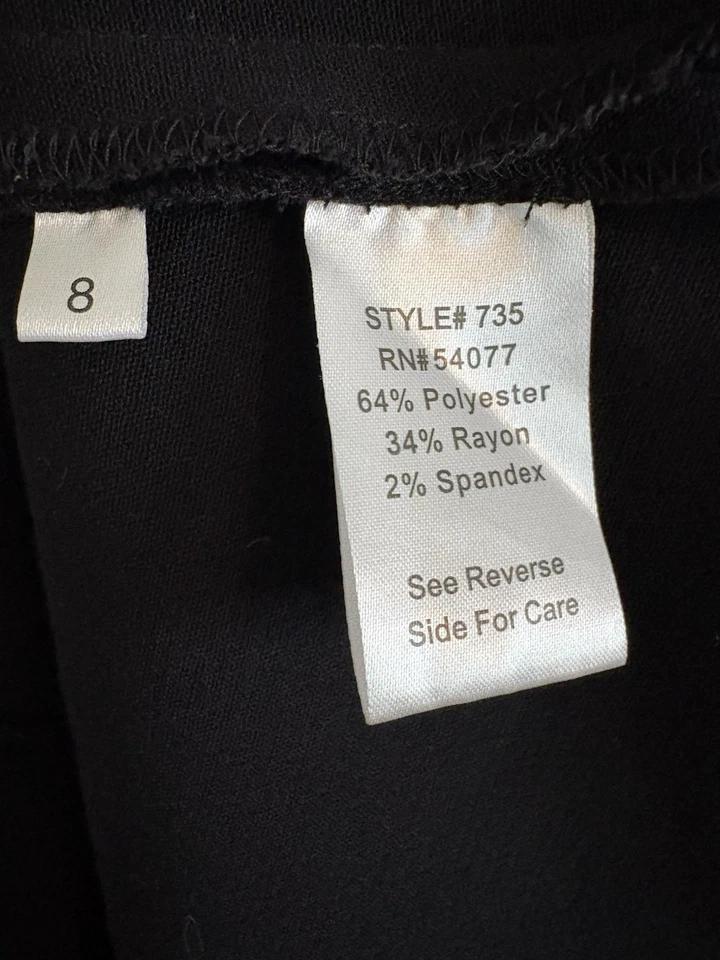 8
STYLE# 735
RN#54077
64% Polyester
34% Rayon
2% Spandex
See Reverse
Side For Care